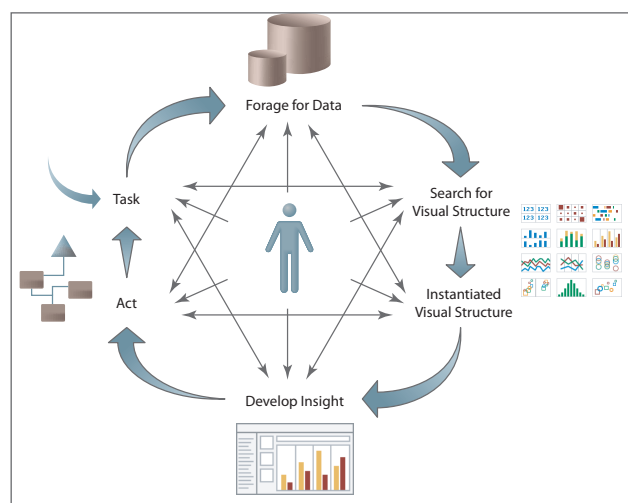 Forage for Data
Task
Search for
Visual Structure
123 123
123 123
Act
Instantiated
Visual Structure
Develop Insight